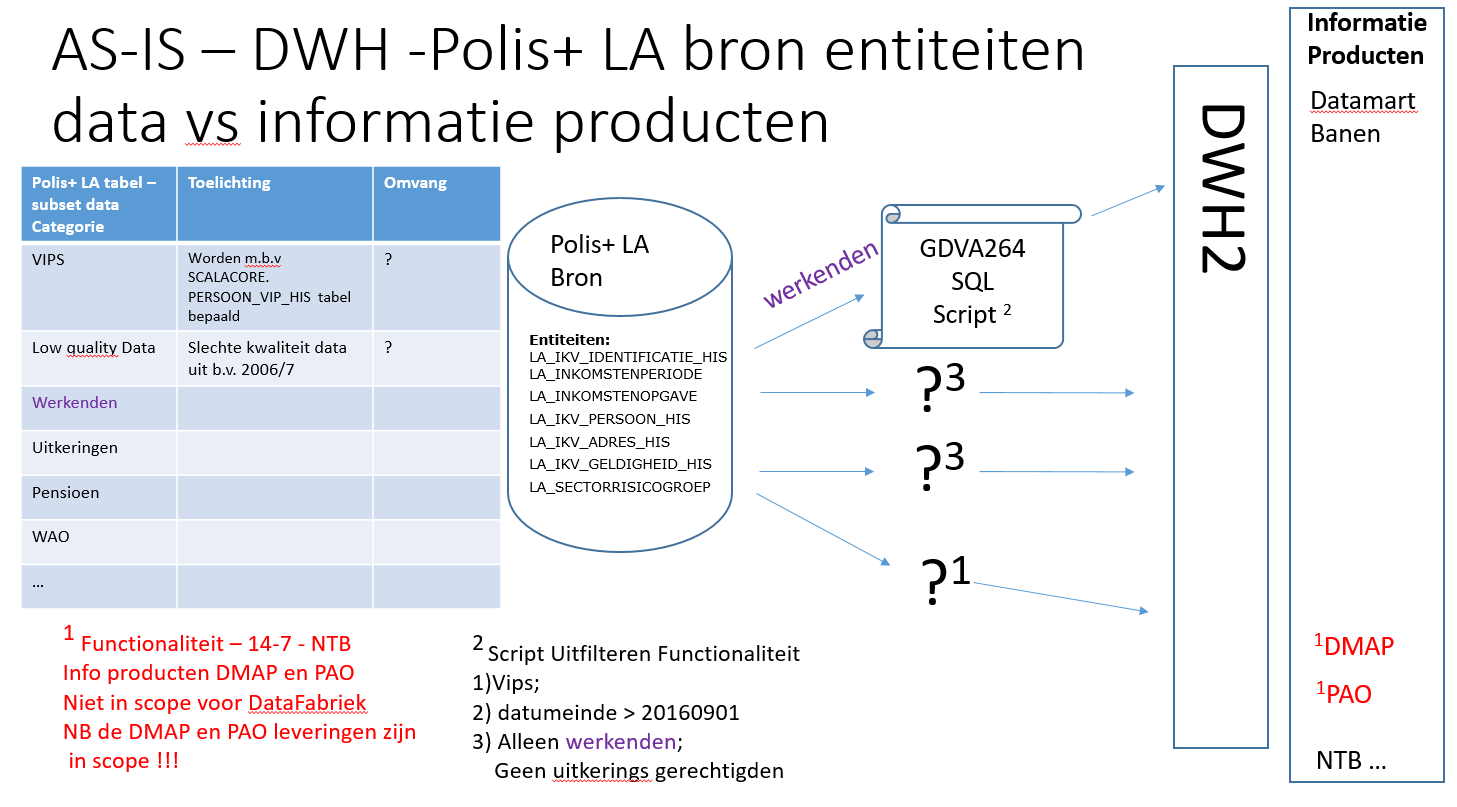 AS-IS – DWH -Polis+ LA bron entiteiten
data vs informatie producten
Polis+ LA tabel –
subset data
Categorie
Toelichting
Omvang
VIPS
Worden m.b.v
SCALACORE.
PERSOON_VIP_HIS tabel
bepaald
?
Low quality Data
Slechte kwaliteit data
uit b.v. 2006/7
?
Werkenden
Uitkeringen
Pensioen
WAO
...
Polis+ LA
Bron
Entiteiten:
LA_IKV_IDENTIFICATIE_HIS
LA_INKOMSTENPERIODE
LA_INKOMSTENOPGAVE
LA_IKV_PERSOON_HIS
LA_IKV_ADRES_HIS
LA_IKV_GELDIGHEID_HIS
LA_SECTORRISICOGROEP
werkenden
GDVA264
SQL
Script 2
?3
?3
?1
DWH2
Informatie
Producten
Datamart
Banen
1DMAP
1PAO
NTB ...
1 Functionaliteit – 14-7 - NTB
Info producten DMAP en PAO
Niet in scope voor DataFabriek
NB de DMAP en PAO leveringen zijn
in scope !!!
2 Script Uitfilteren Functionaliteit
1)Vips;
2) datumeinde > 20160901
3) Alleen werkenden;
Geen uitkerings gerechtigden